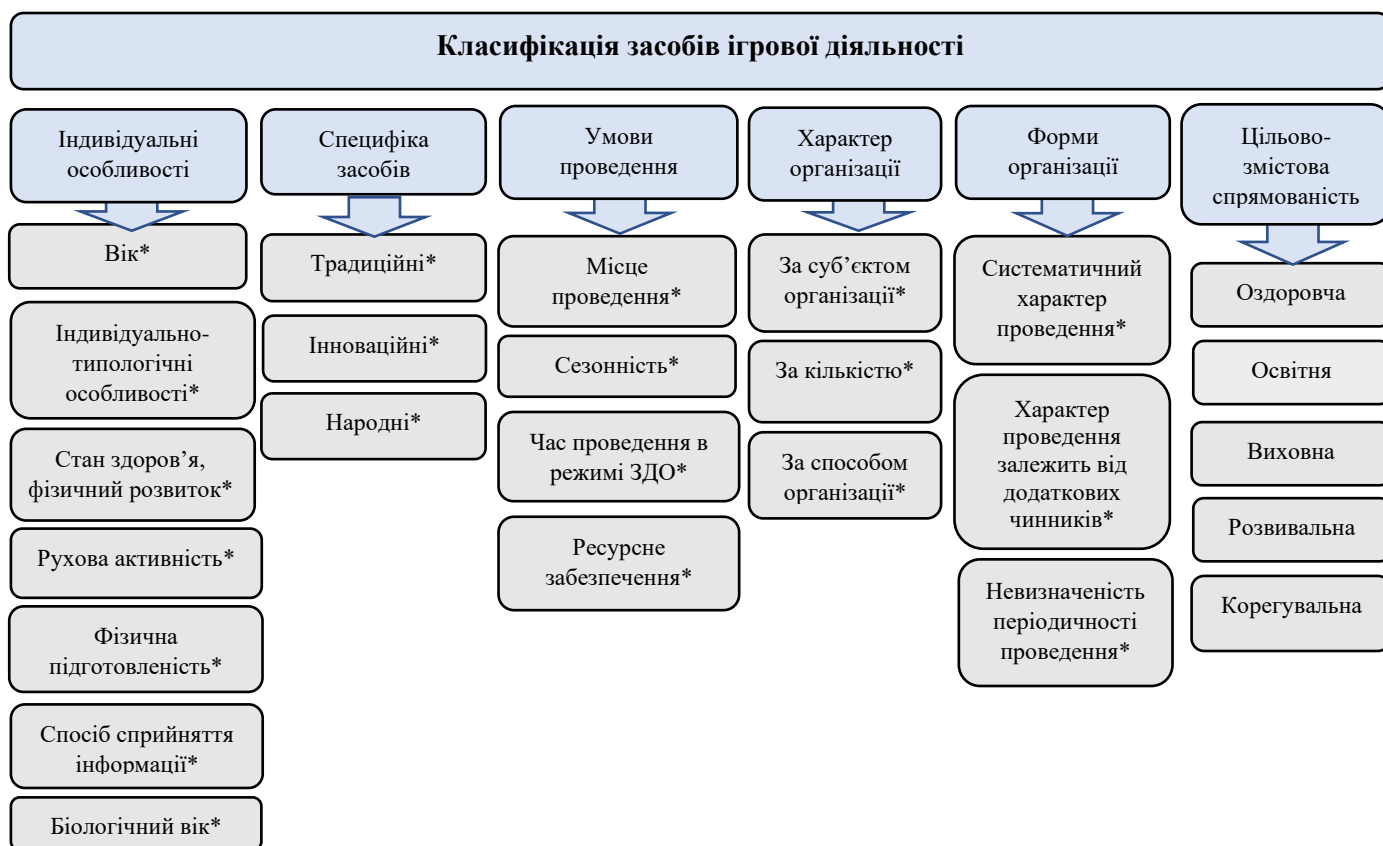 Класифікація засобів ігрової діяльності
Індивідуальні
особливості
Вік*
Індивідуально-
типологічні
особливості*
Стан здоров’я,
фізичний розвиток*
Рухова активність*
Фізична
підготовленість*
Спосіб сприйняття
інформації*
Біологічний вік*
Специфіка
засобів
Традиційні*
Інноваційні*
Народні*
Умови
проведення
Місце
проведення*
Сезонність*
Час проведення в
режимі ЗДО*
Ресурсне
забезпечення*
Характер
організації
За суб’єктом
організації*
За кількістю*
За способом
організації*
Форми
організації
Систематичний
характер
проведення*
Характер
проведення
залежить від
додаткових
чинників*
Невизначеність
періодичності
проведення*
Цільово-
змістова
спрямованість
Оздоровча
Освітня
Виховна
Розвивальна
Корегувальна